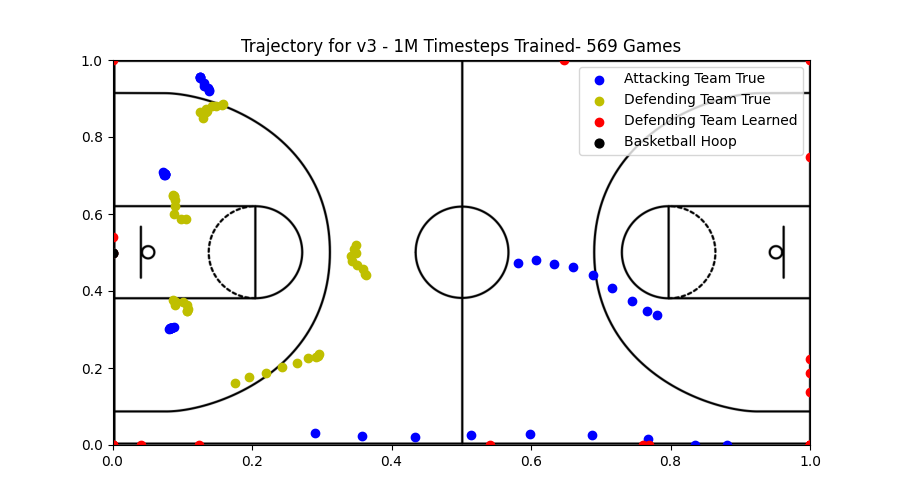 Trajectory for v3 - 1M Timesteps Trained- 569 Games
1.0
0.8
0.6
0.4
0.2
0.0
Attacking Team True
Defending Team True
Defending Team Learned
Basketball Hoop
0.0 0.2 0.4 0.6 0.8 1.0